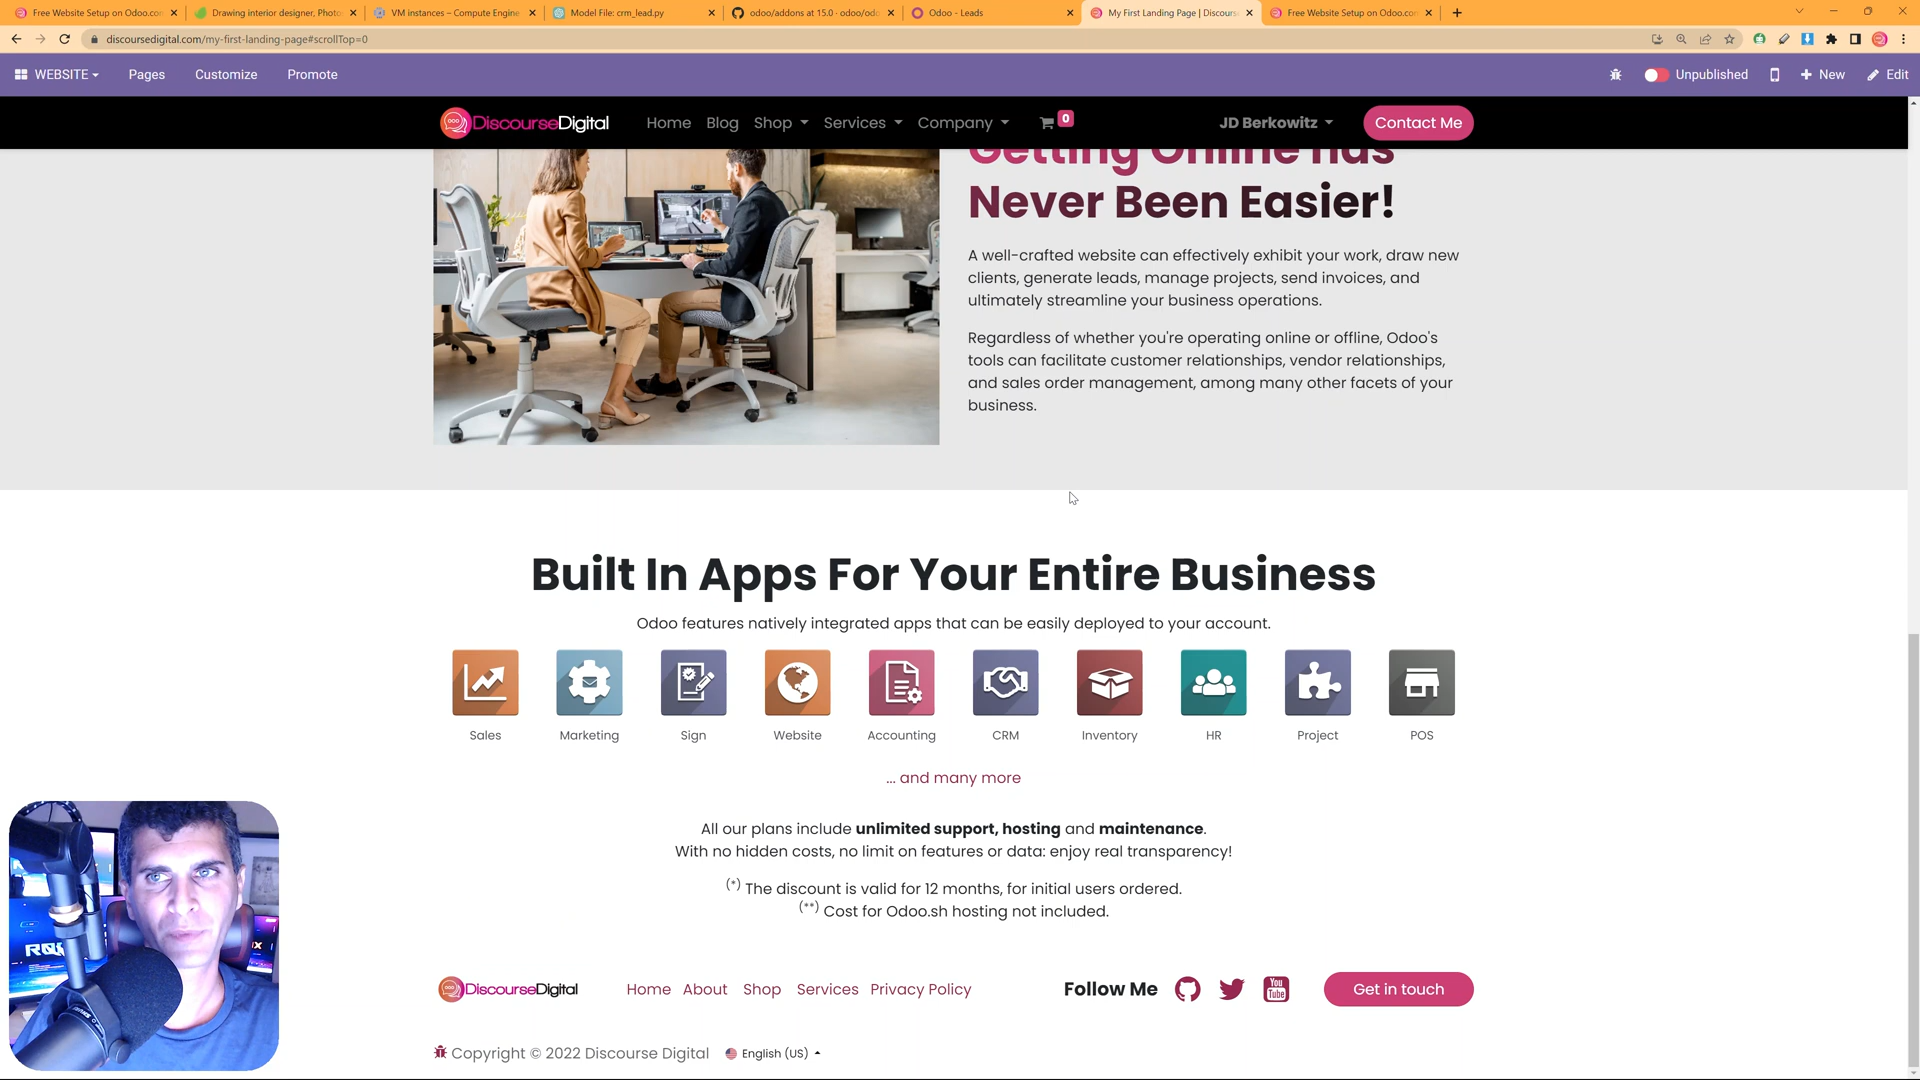 Free Website Setup on Odoo.com
Drawing interior designer, Photo
VM instances – Compute Engine
Model File: crm_lead.py
odoo/addons at 15.0 · odoo/odo
Odoo - Leads
My First Landing Page | Discours
Free Website Setup on Odoo.com
discoursedigital.com/my-first-landing-page#scrollTop=0
WEBSITE
Pages
Customize
Promote
Unpublished
New
Edit
DiscourseDigital
Home
Blog
Shop
Services
Company
0
JD Berkowitz
Contact Me
Getting Online has
Never Been Easier!
A well-crafted website can effectively exhibit your work, draw new
clients, generate leads, manage projects, send invoices, and
ultimately streamline your business operations.
Regardless of whether you're operating online or offline, Odoo's
tools can facilitate customer relationships, vendor relationships,
and sales order management, among many other facets of your
business.
Built In Apps For Your Entire Business
Odoo features natively integrated apps that can be easily deployed to your account.
Sales
Marketing
Sign
Website
Accounting
CRM
Inventory
HR
Project
POS
... and many more
All our plans include unlimited support, hosting and maintenance.
With no hidden costs, no limit on features or data: enjoy real transparency!
(*) The discount is valid for 12 months, for initial users ordered.
(**) Cost for Odoo.sh hosting not included.
DiscourseDigital
Home
About
Shop
Services
Privacy Policy
Follow Me
You
Tube
Get in touch
Copyright © 2022 Discourse Digital
English (US)